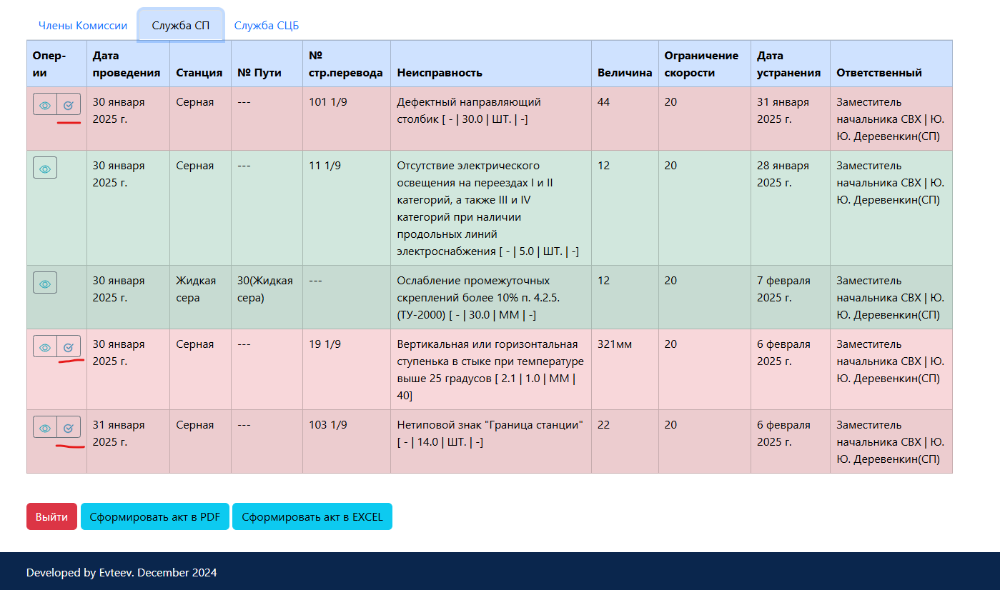 Члены Комиссии Служба СП Служба СЦБ
Опер-
ии
Дата
проведения
Станция
№ Пути
№
стр.перевода
Неисправность
Величина
Ограничение
скорости
Дата
устранения
Ответственный
30 января
2025 г.
Серная
---
101 1/9
Дефектный направляющий
столбик [ - | 30.0 | ШТ. | -]
44
20
31 января
2025 г.
Заместитель
начальника СВХ | Ю.
Ю. Деревенкин(СП)
30 января
2025 г.
Серная
---
11 1/9
Отсутствие электрического
освещения на переездах I и II
категорий, а также III и IV
категорий при наличии
продольных линий
электроснабжения [ - | 5.0 | ШТ. | -]
12
20
28 января
2025 г.
Заместитель
начальника СВХ | Ю.
Ю. Деревенкин(СП)
30 января
2025 г.
Жидкая
сера
30(Жидкая
сера)
---
Ослабление промежуточных
скреплений более 10% п. 4.2.5.
(ТУ-2000) [ - | 30.0 | ММ | -]
12
20
7 февраля
2025 г.
Заместитель
начальника СВХ | Ю.
Ю. Деревенкин(СП)
30 января
2025 г.
Серная
---
19 1/9
Вертикальная или горизонтальная
ступенька в стыке при температуре
выше 25 градусов [ 2.1 | 1.0 | ММ |
40]
321мм
20
6 февраля
2025 г.
Заместитель
начальника СВХ | Ю.
Ю. Деревенкин(СП)
31 января
2025 г.
Серная
---
103 1/9
Нетиповой знак "Граница станции"
[ - | 14.0 | ШТ. | -]
22
20
6 февраля
2025 г.
Заместитель
начальника СВХ | Ю.
Ю. Деревенкин(СП)
Выйти Сформировать акт в PDF Сформировать акт в EXCEL
Developed by Evteev. December 2024